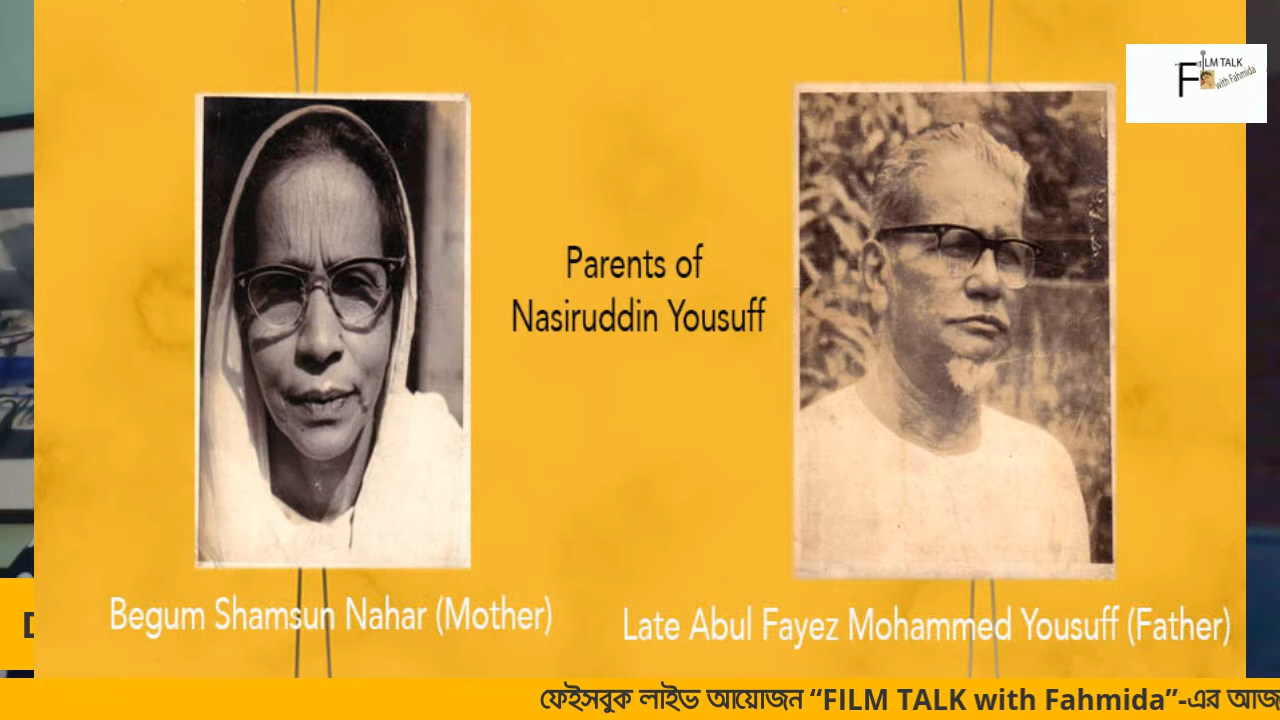 FILM TALK
with Fahmida
Parents of
Nasiruddin Yousuff
Begum Shamsun Nahar (Mother)
Late Abul Fayez Mohammed Yousuff (Father)
ফেইসবুক লাইভ আয়োজন “FILM TALK with Fahmida”-এর আজ